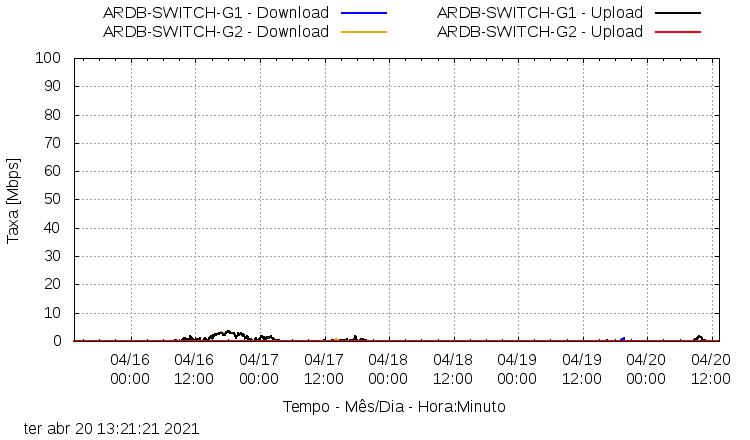 ARDB-SWITCH-G1 - Download
ARDB-SWITCH-G1 - Upload
ARDB-SWITCH-G2 - Download
ARDB-SWITCH-G2 - Upload
100
90
80
70
60
50
40
30
20
10
0
Taxa [Mbps]
04/16 04/16 04/17 04/17 04/18 04/18 04/19 04/19 04/20 04/20
00:00 12:00 00:00 12:00 00:00 12:00 00:00 12:00 00:00 12:00
Tempo - Mês/Dia - Hora:Minuto
ter abr 20 13:21:21 2021